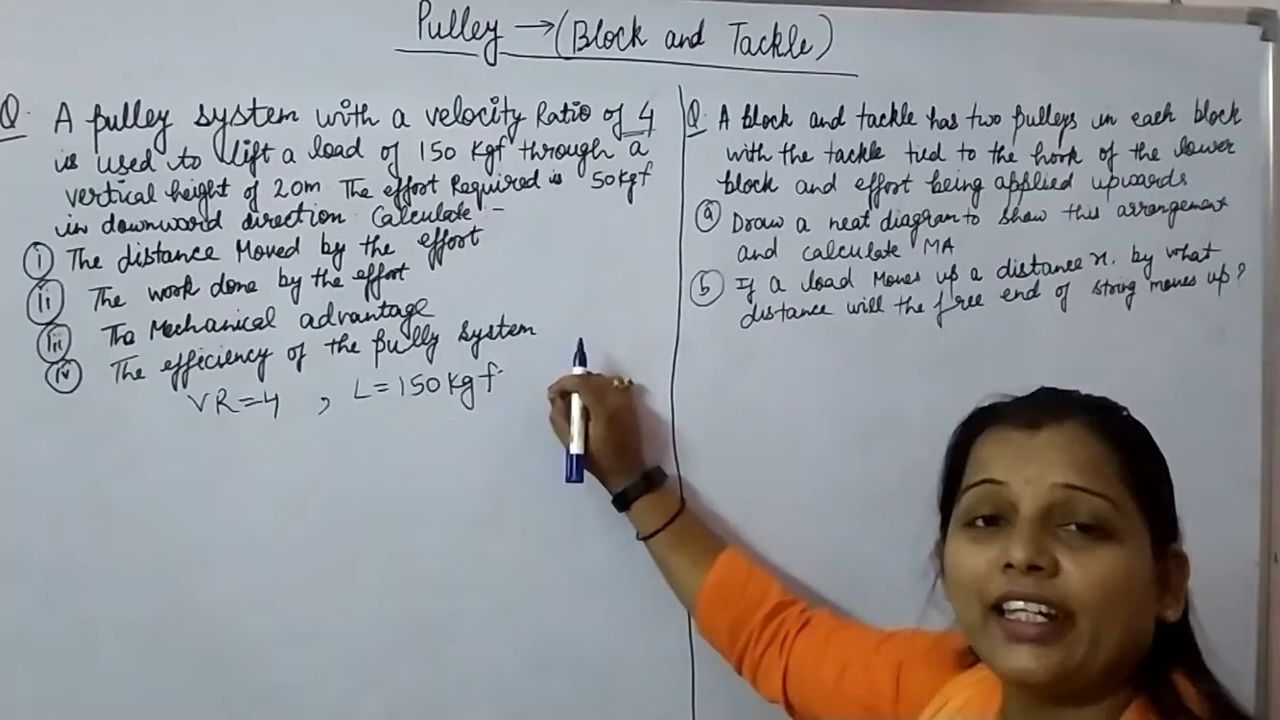 Pulley → (Block and Tackle)
Q. A pulley system with a velocity Ratio of 4
is used to lift a load of 150 Kgf through a
vertical height of 20m The effort Required is 50kgf
in downward direction Calculate :-
(i) The distance Moved by the effort
(ii) The work done by the effort
(iii) The Mechanical advantage
(iv) The efficiency of the pully system
VR=4 , L=150kgf
Q. A block and tackle has two pulleys in each block
with the tackle tied to the hook of the lower
block and effort being applied upwards
(a) Draw a neat diagram to show this arrangement
and calculate MA
(b) If a load Moves up a distance x. by what
distance will the free end of string moves up?